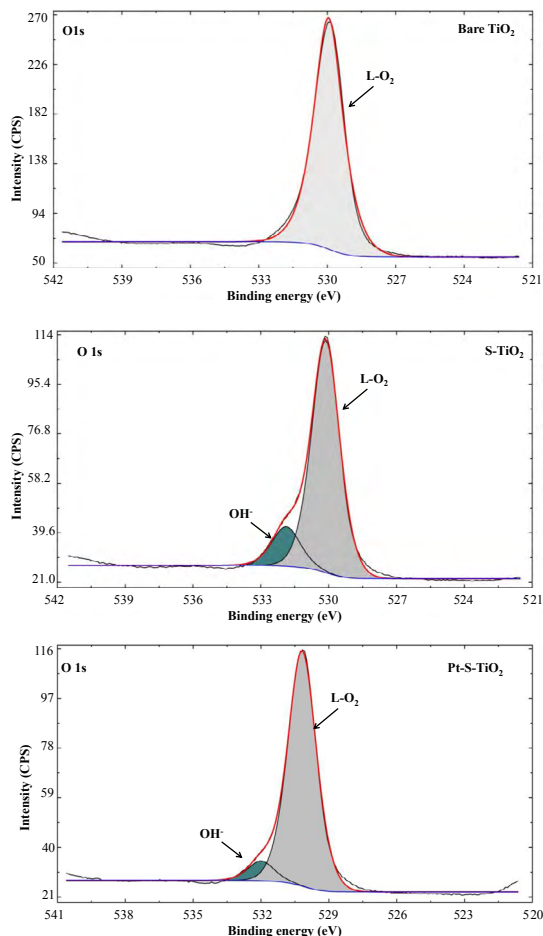 O1s
Bare TiO₂
L-O₂
Intensity (CPS)
270
226
182
138
94
50
542
539
536
533
530
527
524
521
Binding energy (eV)
O 1s
S-TiO₂
L-O₂
OH⁻
Intensity (CPS)
114
95.4
76.8
58.2
39.6
21.0
542
539
536
533
530
527
524
521
Binding energy (eV)
O 1s
Pt-S-TiO₂
L-O₂
OH⁻
Intensity (CPS)
116
97
78
59
40
21
541
538
535
532
529
526
523
520
Binding energy (eV)